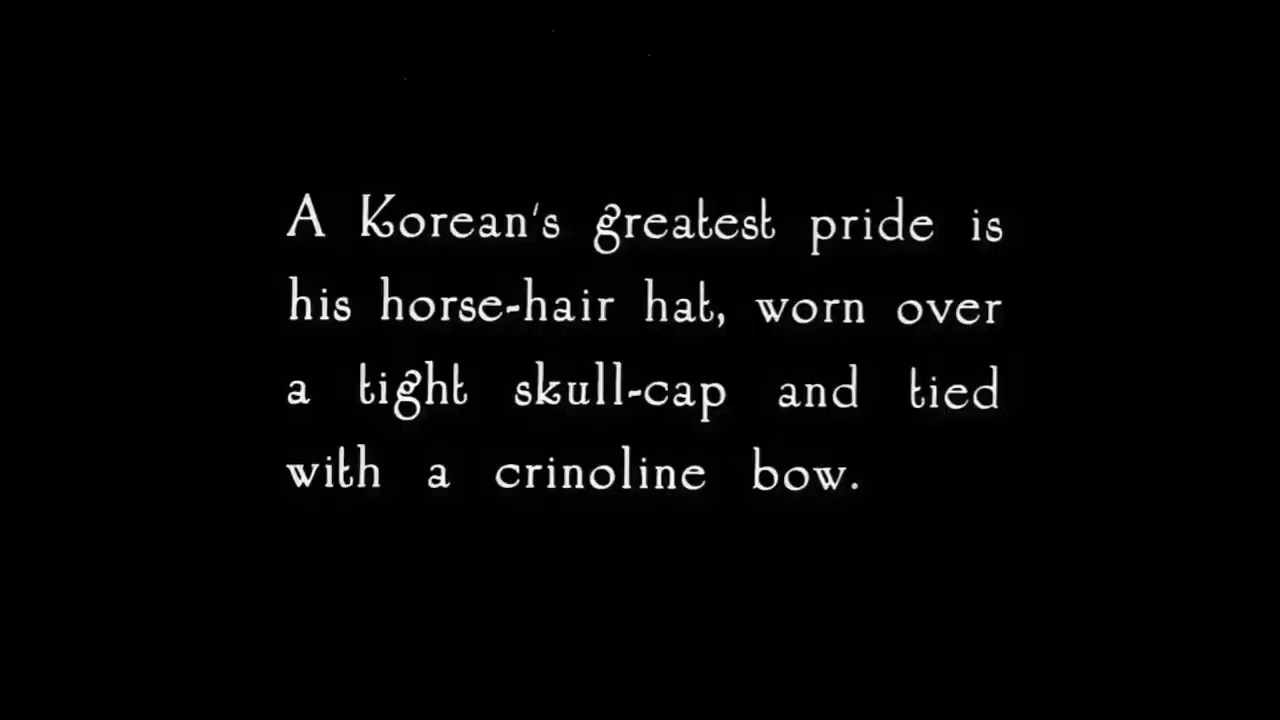 A Korean's greatest pride is
his horse-hair hat, worn over
a tight skull-cap and tied
with a crinoline bow.